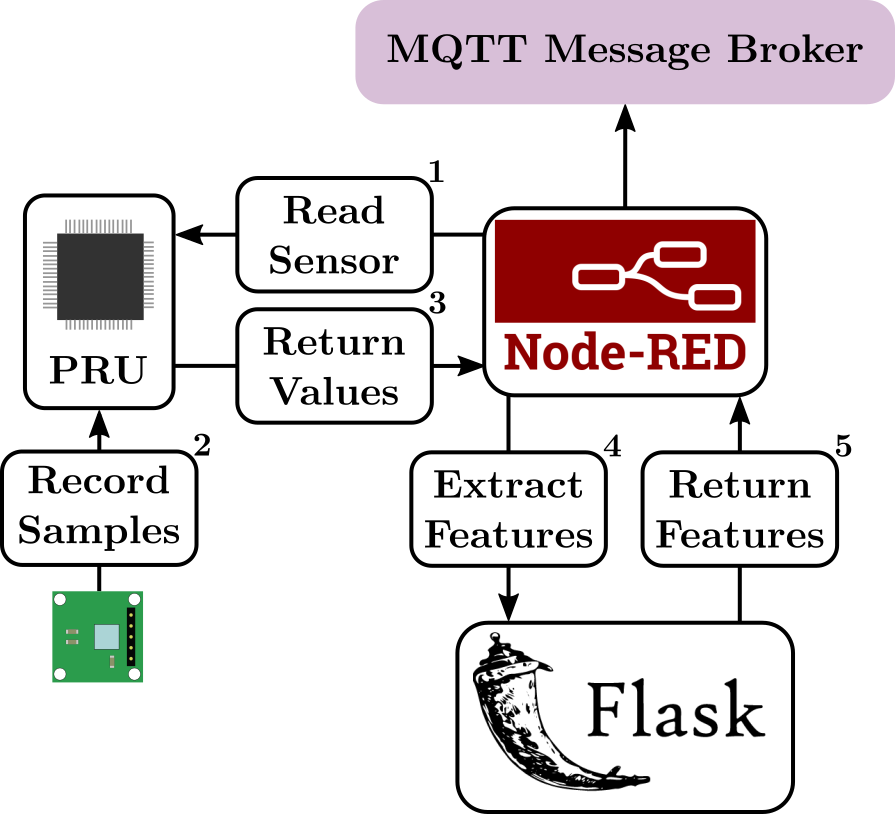 MQTT Message Broker
1
Read
Sensor
3
Return
Values
PRU
Node-RED
2
Record
Samples
4
Extract
Features
5
Return
Features
Flask